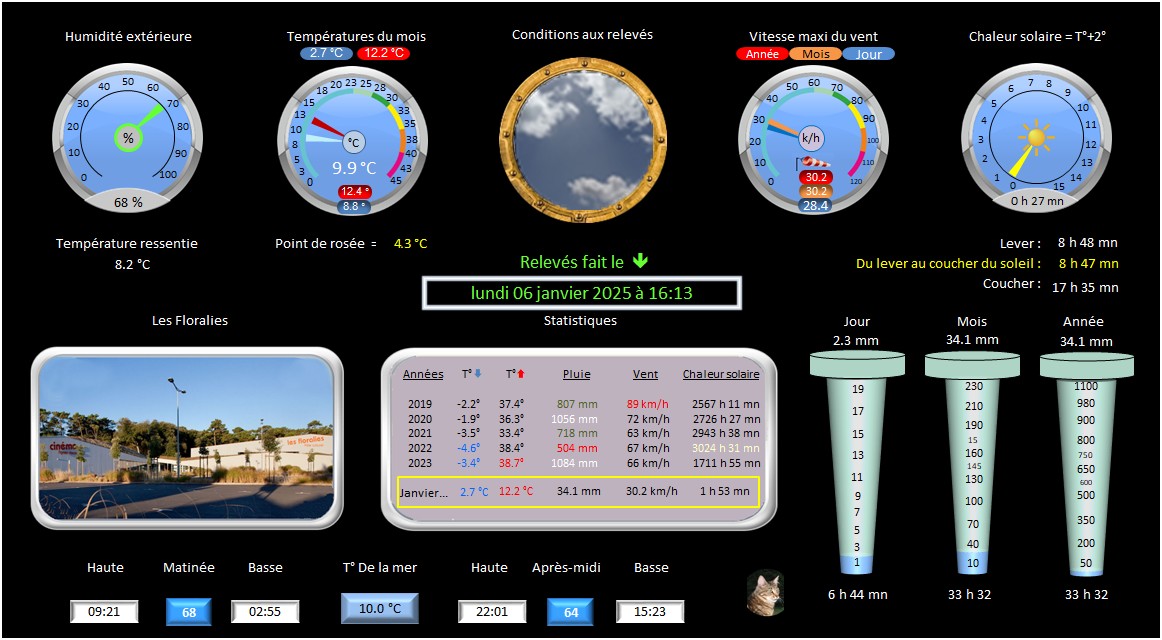 Humidité extérieure
0 10 20 30 40 50 60 70 80 90 100
%
68 %
Températures du mois
2.7 °C 12.2 °C
0 3 5 8 10 13 15 18 20 23 25 28 30 33 35 38 40 43 45
°C
9.9 °C
12.4 °
8.8 °
Conditions aux relevés
Vitesse maxi du vent
Année Mois Jour
0 10 20 30 40 50 60 70 80 90 100 110 120
k/h
30.2
30.2
28.4
Chaleur solaire = T°+2°
0 1 2 3 4 5 6 7 8 9 10 11 12 13 14 15
0 h 27 mn
Température ressentie
8.2 °C
Point de rosée = 4.3 °C
Relevés fait le
lundi 06 janvier 2025 à 16:13
Lever : 8 h 48 mn
Du lever au coucher du soleil : 8 h 47 mn
Coucher : 17 h 35 mn
Les Floralies
cinéma
les floralies
Statistiques
Années T° T° Pluie Vent Chaleur solaire
2019 -2.2° 37.4° 807 mm 89 km/h 2567 h 11 mn
2020 -1.9° 36.3° 1056 mm 72 km/h 2726 h 27 mn
2021 -3.5° 33.4° 718 mm 63 km/h 2943 h 38 mn
2022 -4.6° 38.4° 504 mm 67 km/h 3024 h 31 mn
2023 -3.4° 38.7° 1084 mm 66 km/h 1711 h 55 mn
Janvier... 2.7 °C 12.2 °C 34.1 mm 30.2 km/h 1 h 53 mn
Jour
2.3 mm
19
17
15
13
11
9
7
5
3
1
6 h 44 mn
Mois
34.1 mm
230
210
190
15
160
145
130
100
70
40
10
33 h 32
Année
34.1 mm
1100
980
900
800
750
650
600
500
350
200
50
33 h 32
Haute Matinée Basse
09:21 68 02:55
T° De la mer
10.0 °C
Haute Après-midi Basse
22:01 64 15:23